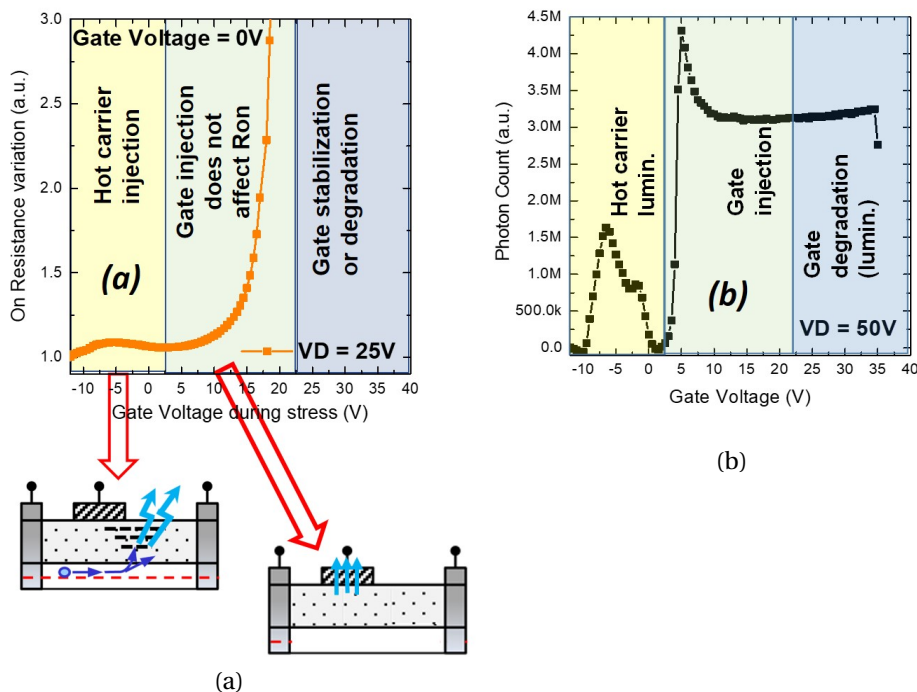 3.0
2.5
2.0
1.5
1.0
On Resistance variation (a.u.)
Gate Voltage = 0V
Hot carrier
injection
Gate injection
does not
affect Ron
Gate stabilization
or degradation
(a)
VD = 25V
-10 -5 0 5 10 15 20 25 30 35 40
Gate Voltage during stress (V)
(a)
4.5M
4.0M
3.5M
3.0M
2.5M
2.0M
1.5M
1.0M
500.0k
0.0
Photon Count (a.u.)
Hot carrier
lumin.
Gate
injection
Gate
degradation
(lumin.)
(b)
VD = 50V
-10 -5 0 5 10 15 20 25 30 35 40
Gate Voltage (V)
(b)